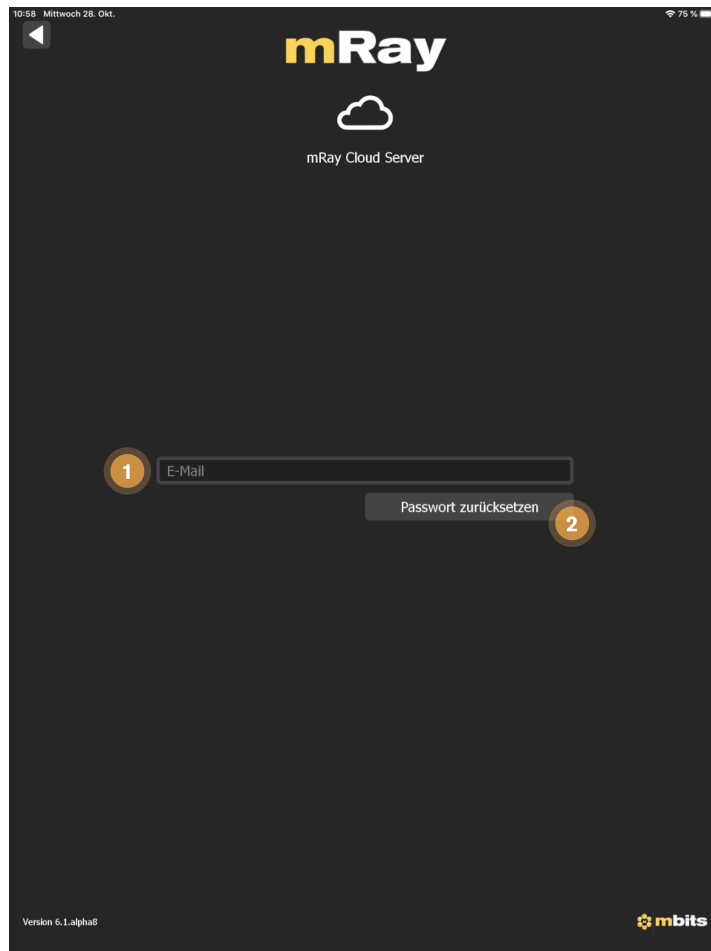 10:58 Mittwoch 28. Okt. 75 %
mRay
mRay Cloud Server
1 E-Mail
Passwort zurücksetzen
2
Version 6.1.alpha8 mbits